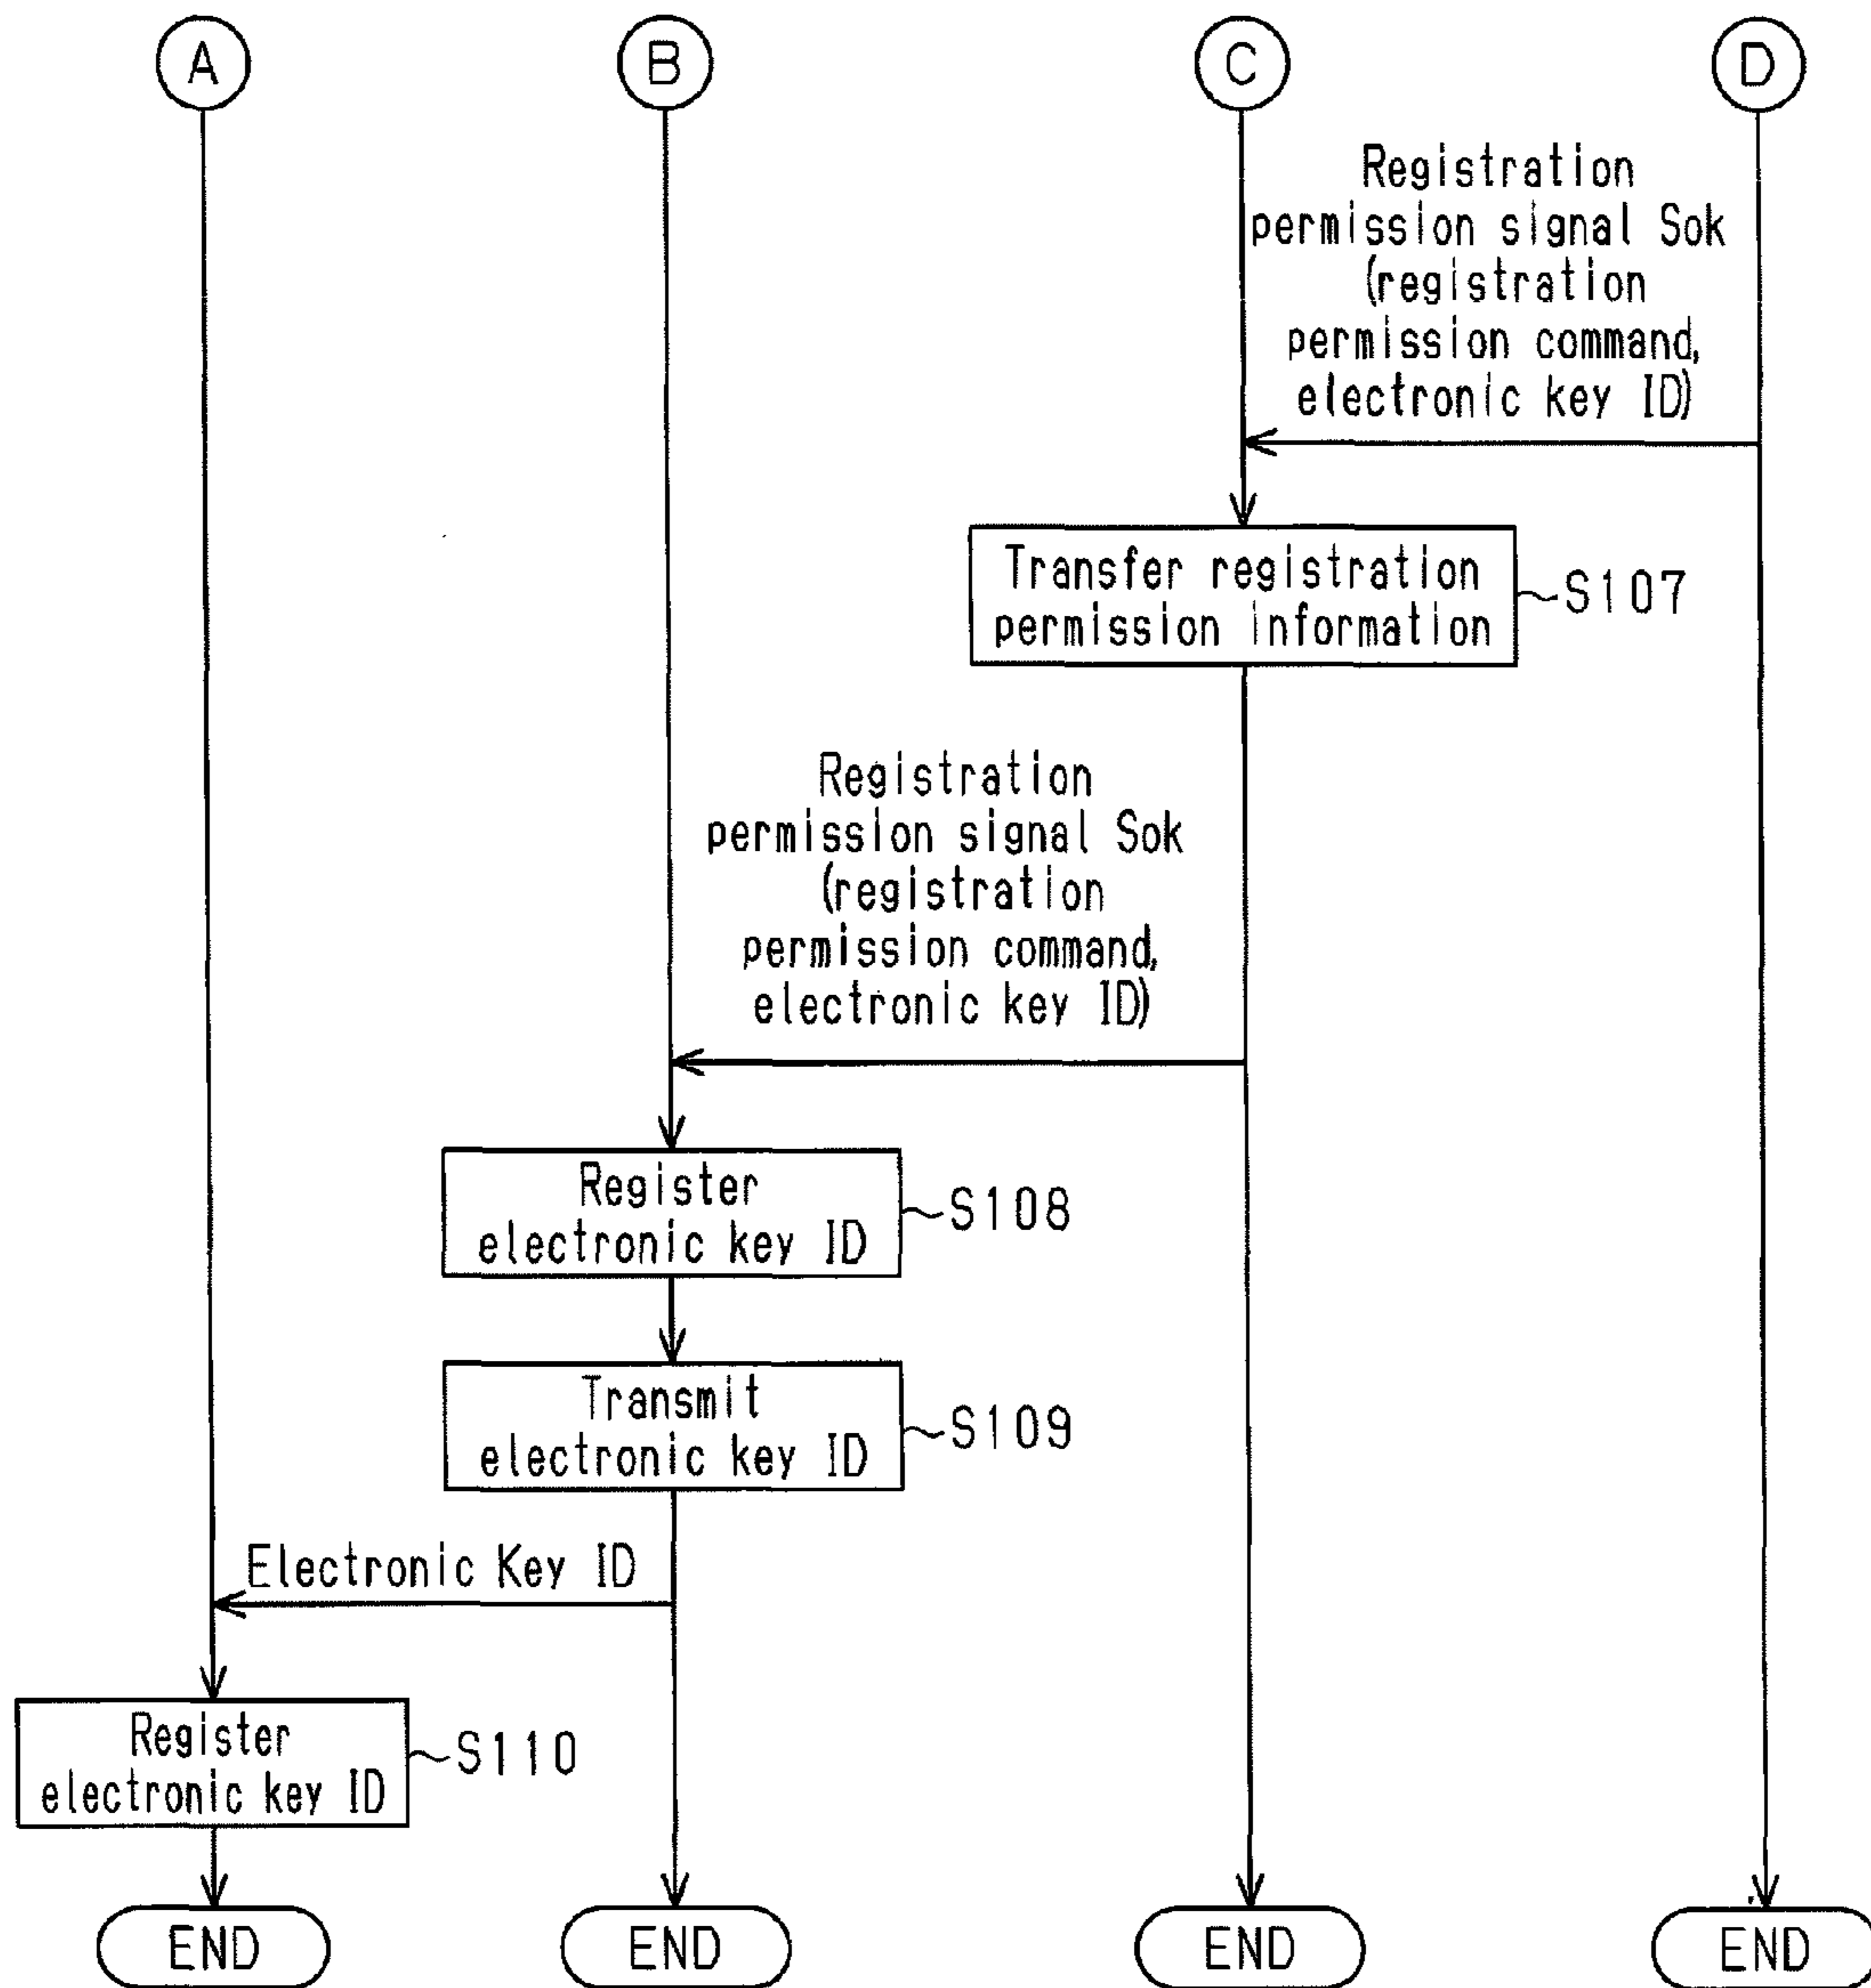 A
B
C
D
Registration
permission signal Sok
(registration
permission command,
electronic key ID)
Transfer registration
permission information
S107
Registration
permission signal Sok
(registration
permission command,
electronic key ID)
Register
electronic key ID
S108
Transmit
electronic key ID
S109
Electronic Key ID
Register
electronic key ID
S110
END
END
END
END